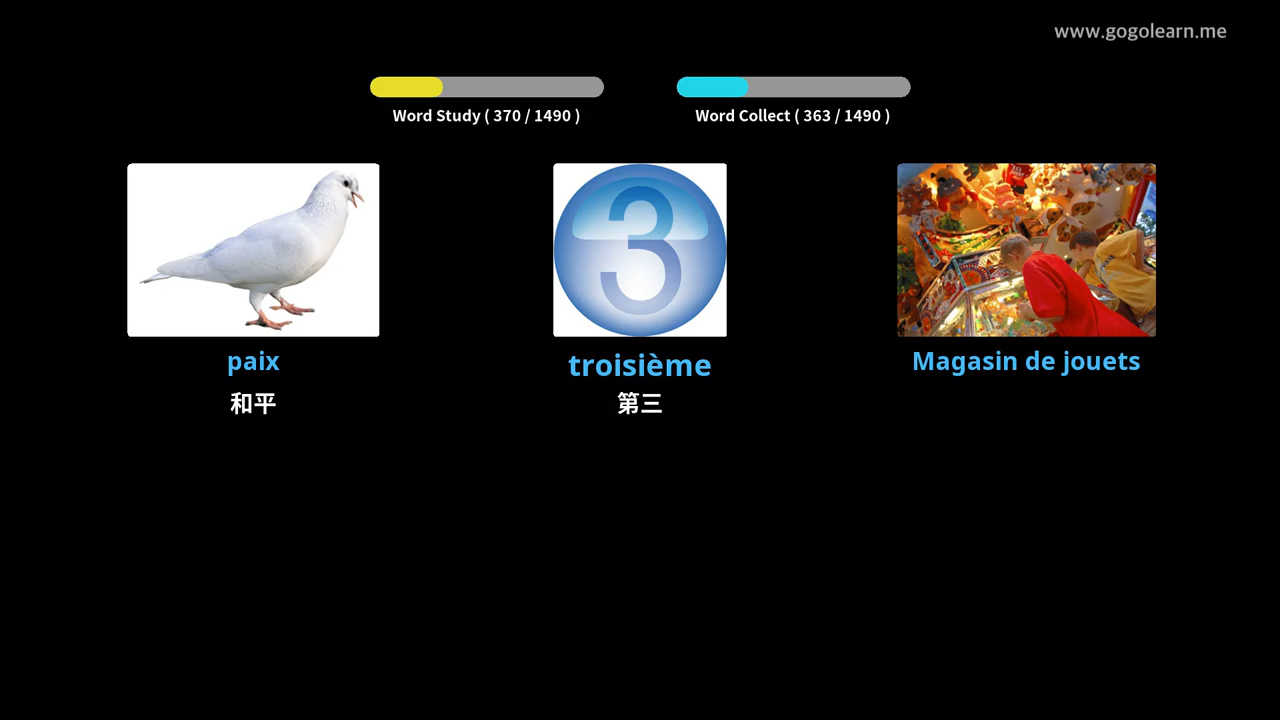 www.gogolearn.me
Word Study ( 370 / 1490 )
Word Collect ( 363 / 1490 )
3
paix
troisième
Magasin de jouets
和平
第三